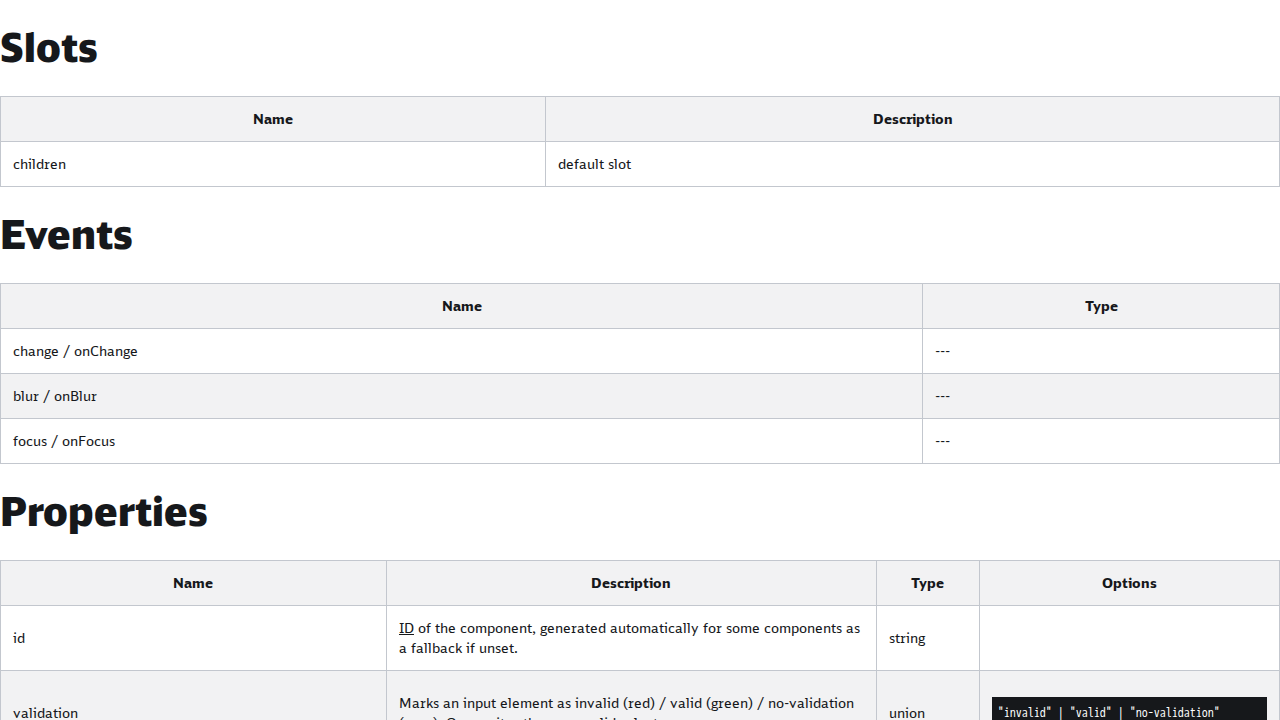 Slots
Name Description
children default slot
Events
Name Type
change / onChange ---
blur / onBlur ---
focus / onFocus ---
Properties
Name Description Type Options
ID of the component, generated automatically for some components as
id string
a fallback if unset.
Marks an input element as invalid (red) / valid (green) / no-validation
validation union "invalid" | "valid" | "no-validation"